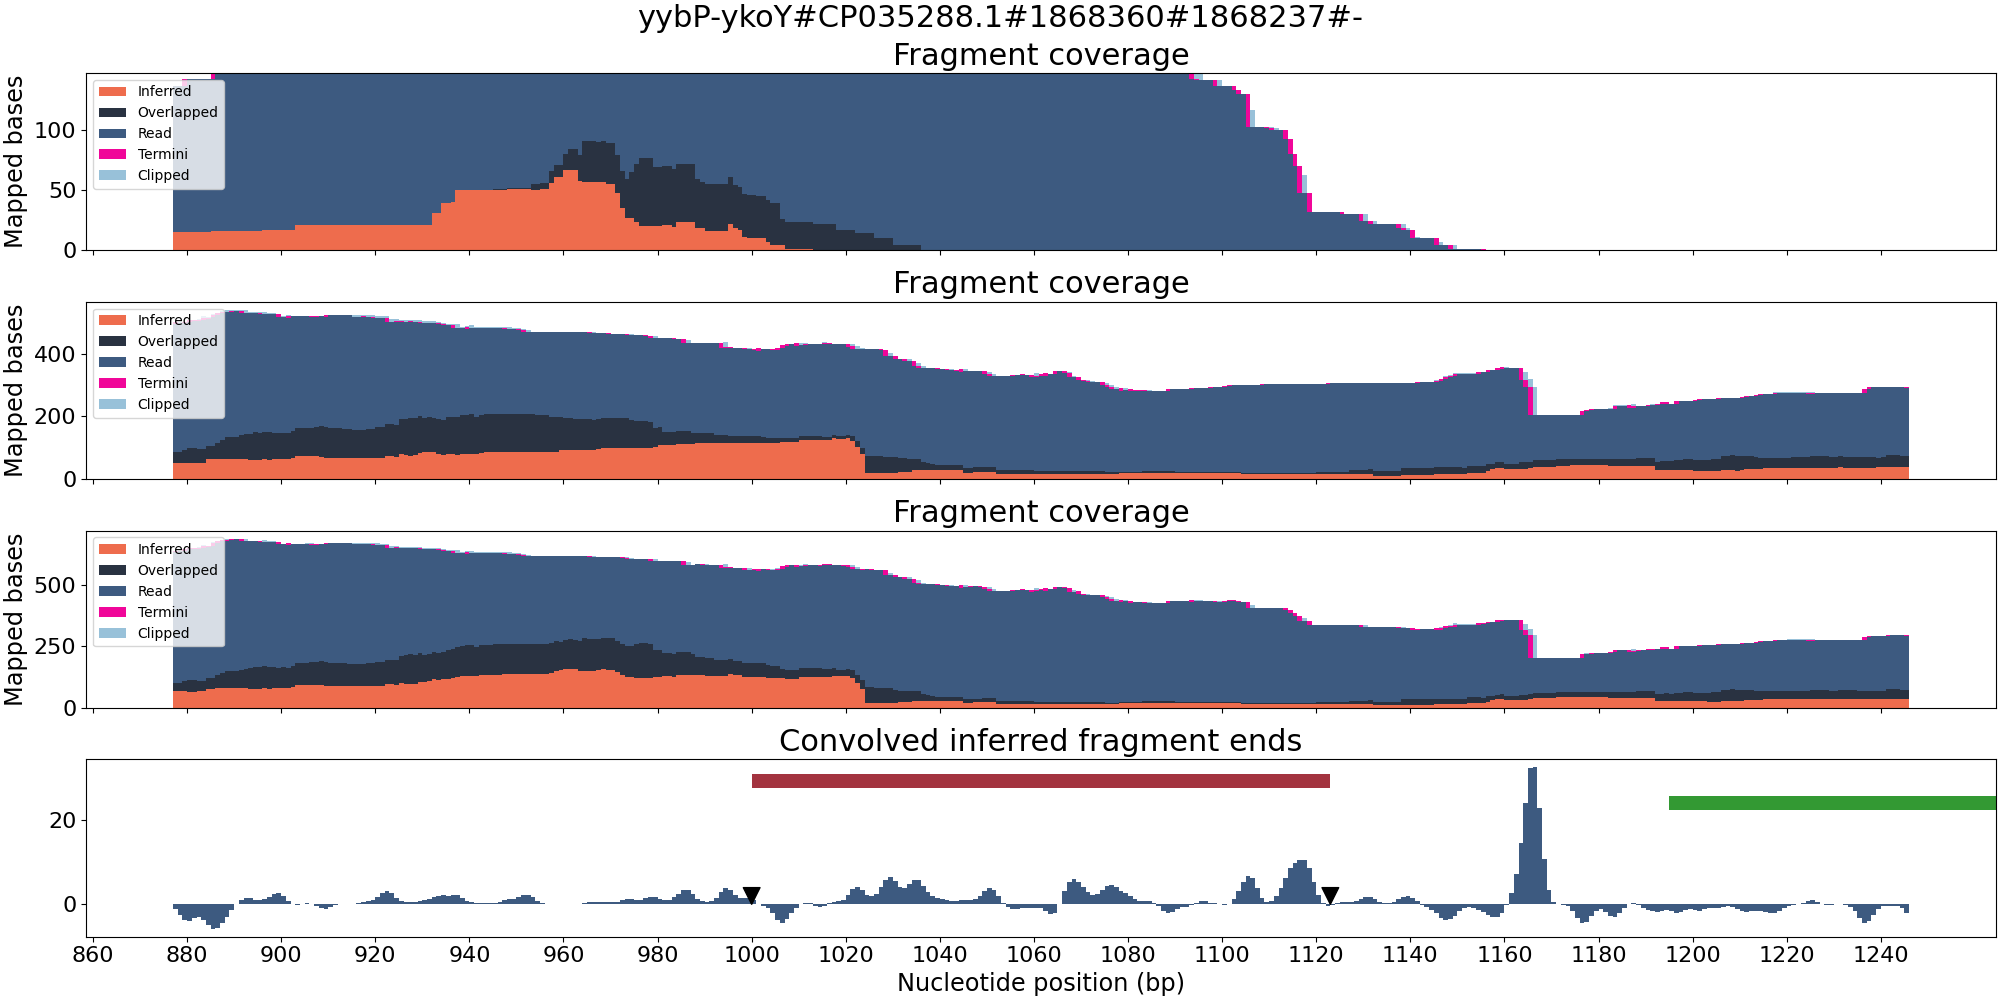 yybP-ykoY#CP035288.1#1868360#1868237#-
Fragment coverage
Mapped bases
100
50
0
Inferred
Overlapped
Read
Termini
Clipped
Fragment coverage
Mapped bases
400
200
0
Inferred
Overlapped
Read
Termini
Clipped
Fragment coverage
Mapped bases
500
250
0
Inferred
Overlapped
Read
Termini
Clipped
Convolved inferred fragment ends
20
0
860 880 900 920 940 960 980 1000 1020 1040 1060 1080 1100 1120 1140 1160 1180 1200 1220 1240
Nucleotide position (bp)